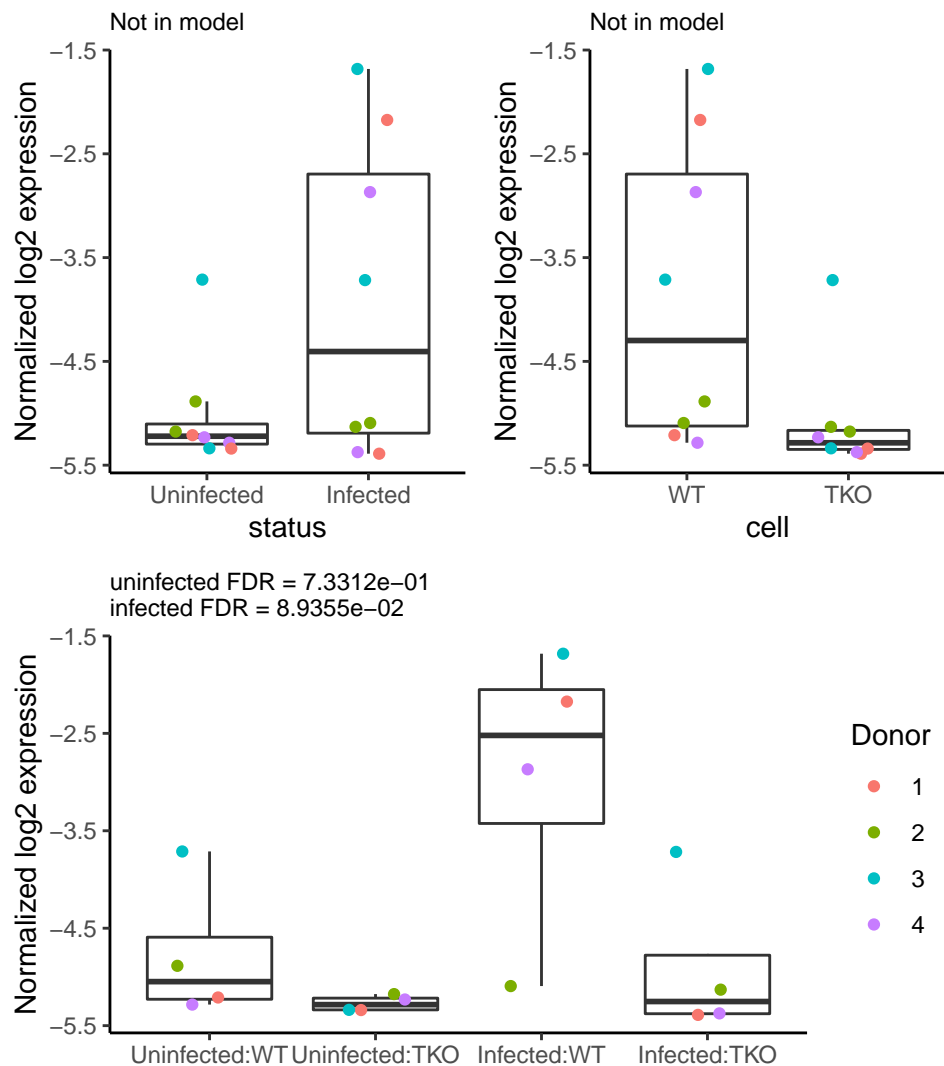 Not in model
Normalized log2 expression
−1.5
−2.5
−3.5
−4.5
−5.5
Uninfected Infected
status
Not in model
Normalized log2 expression
−1.5
−2.5
−3.5
−4.5
−5.5
WT TKO
cell
uninfected FDR = 7.3312e−01
infected FDR = 8.9355e−02
Normalized log2 expression
−1.5
−2.5
−3.5
−4.5
−5.5
Uninfected:WT Uninfected:TKO Infected:WT Infected:TKO
Donor
1
2
3
4